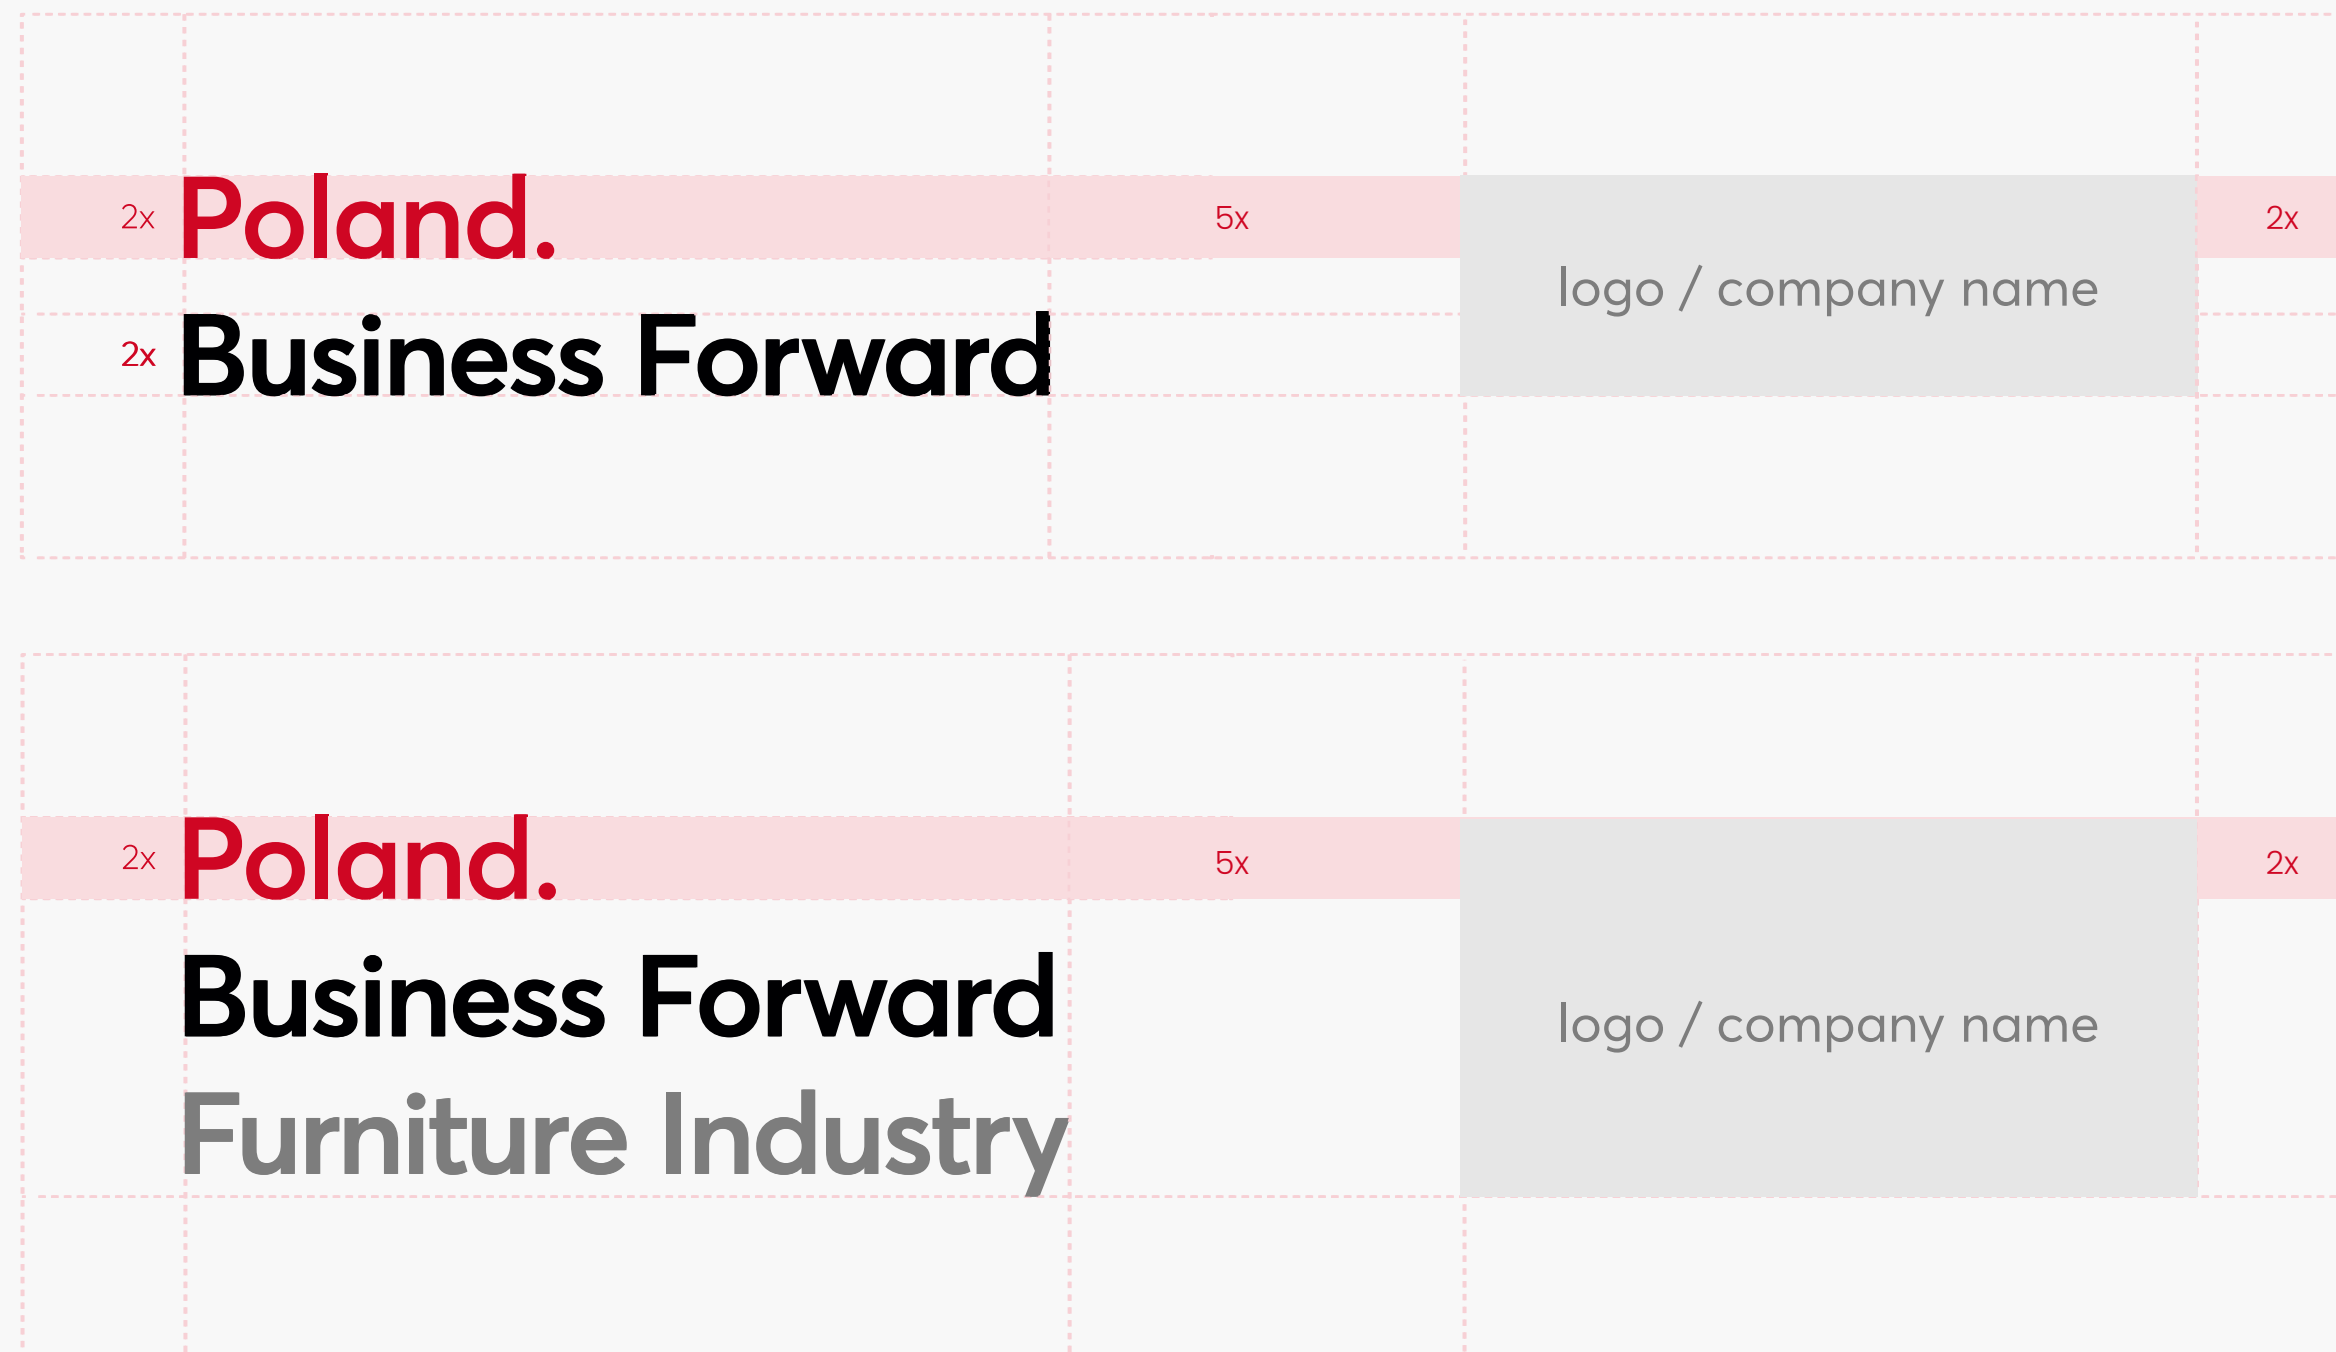 2x Poland. 5x 2x
logo / company name
2x Business Forward
2x Poland. 5x 2x
Business Forward
logo / company name
Furniture Industry